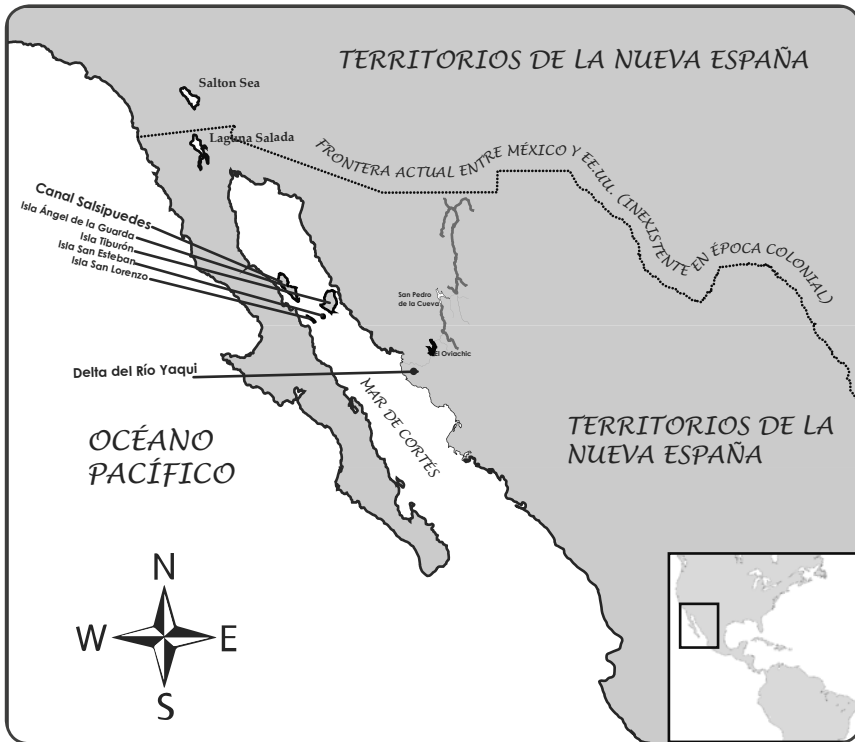 TERRITORIOS DE LA NUEVA ESPAÑA
Salton Sea
Laguna Salada
FRONTERA ACTUAL ENTRE MÉXICO Y EE.UU. (INEXISTENTE EN ÉPOCA COLONIAL)
Canal Salsipuedes
Isla Ángel de la Guarda
Isla Tiburón
Isla San Esteban
Isla San Lorenzo
San Pedro
de la Cueva
El Oviachic
Delta del Río Yaqui
MAR DE CORTÉS
OCÉANO
PACÍFICO
TERRITORIOS DE LA
NUEVA ESPAÑA
N
W
E
S